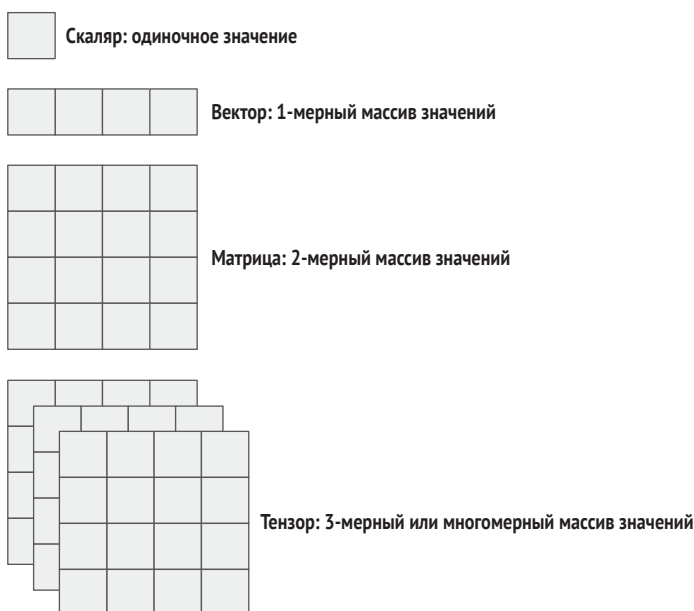 Скаляр: одиночное значение
Вектор: 1-мерный массив значений
Матрица: 2-мерный массив значений
Тензор: 3-мерный или многомерный массив значений